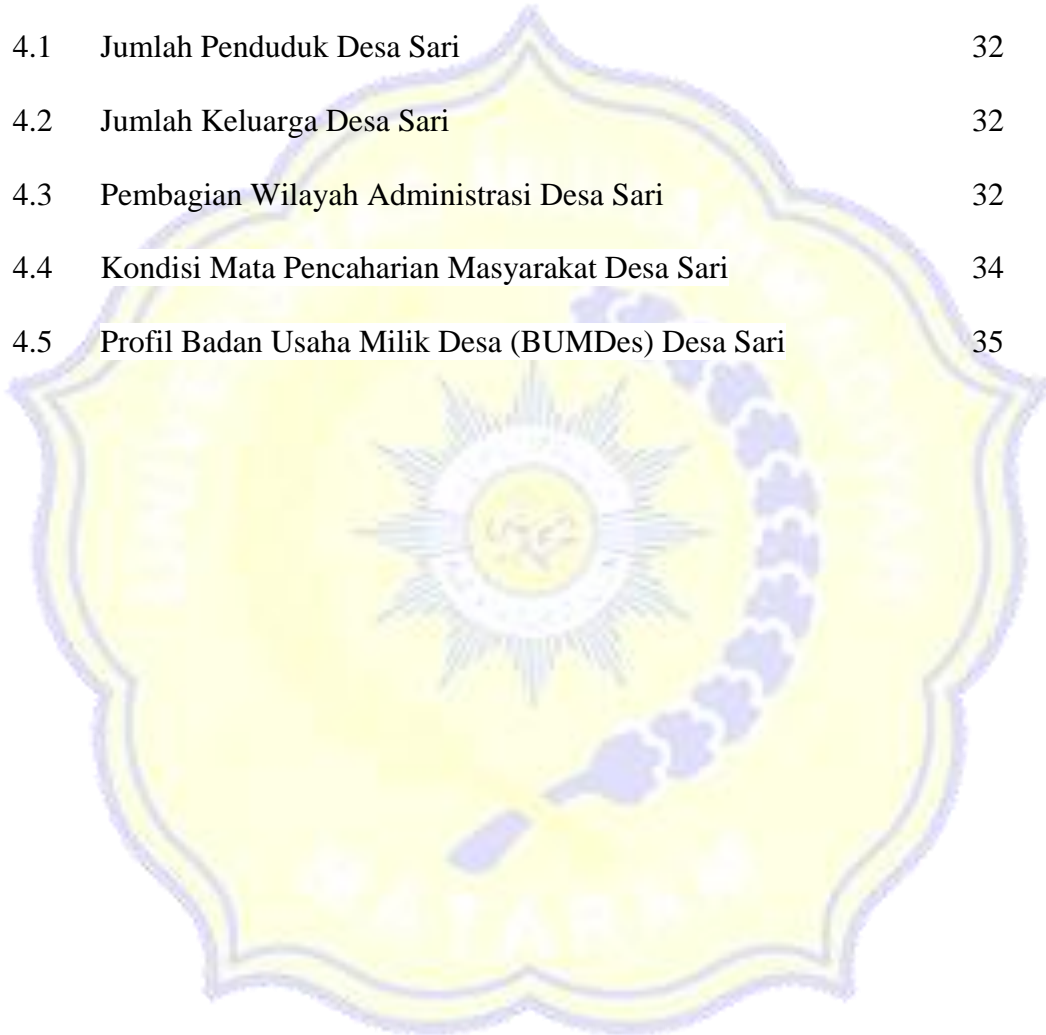 4.1 Jumlah Penduduk Desa Sari 32
4.2 Jumlah Keluarga Desa Sari 32
4.3 Pembagian Wilayah Administrasi Desa Sari 32
4.4 Kondisi Mata Pencaharian Masyarakat Desa Sari 34
4.5 Profil Badan Usaha Milik Desa (BUMDes) Desa Sari 35
MATARAM